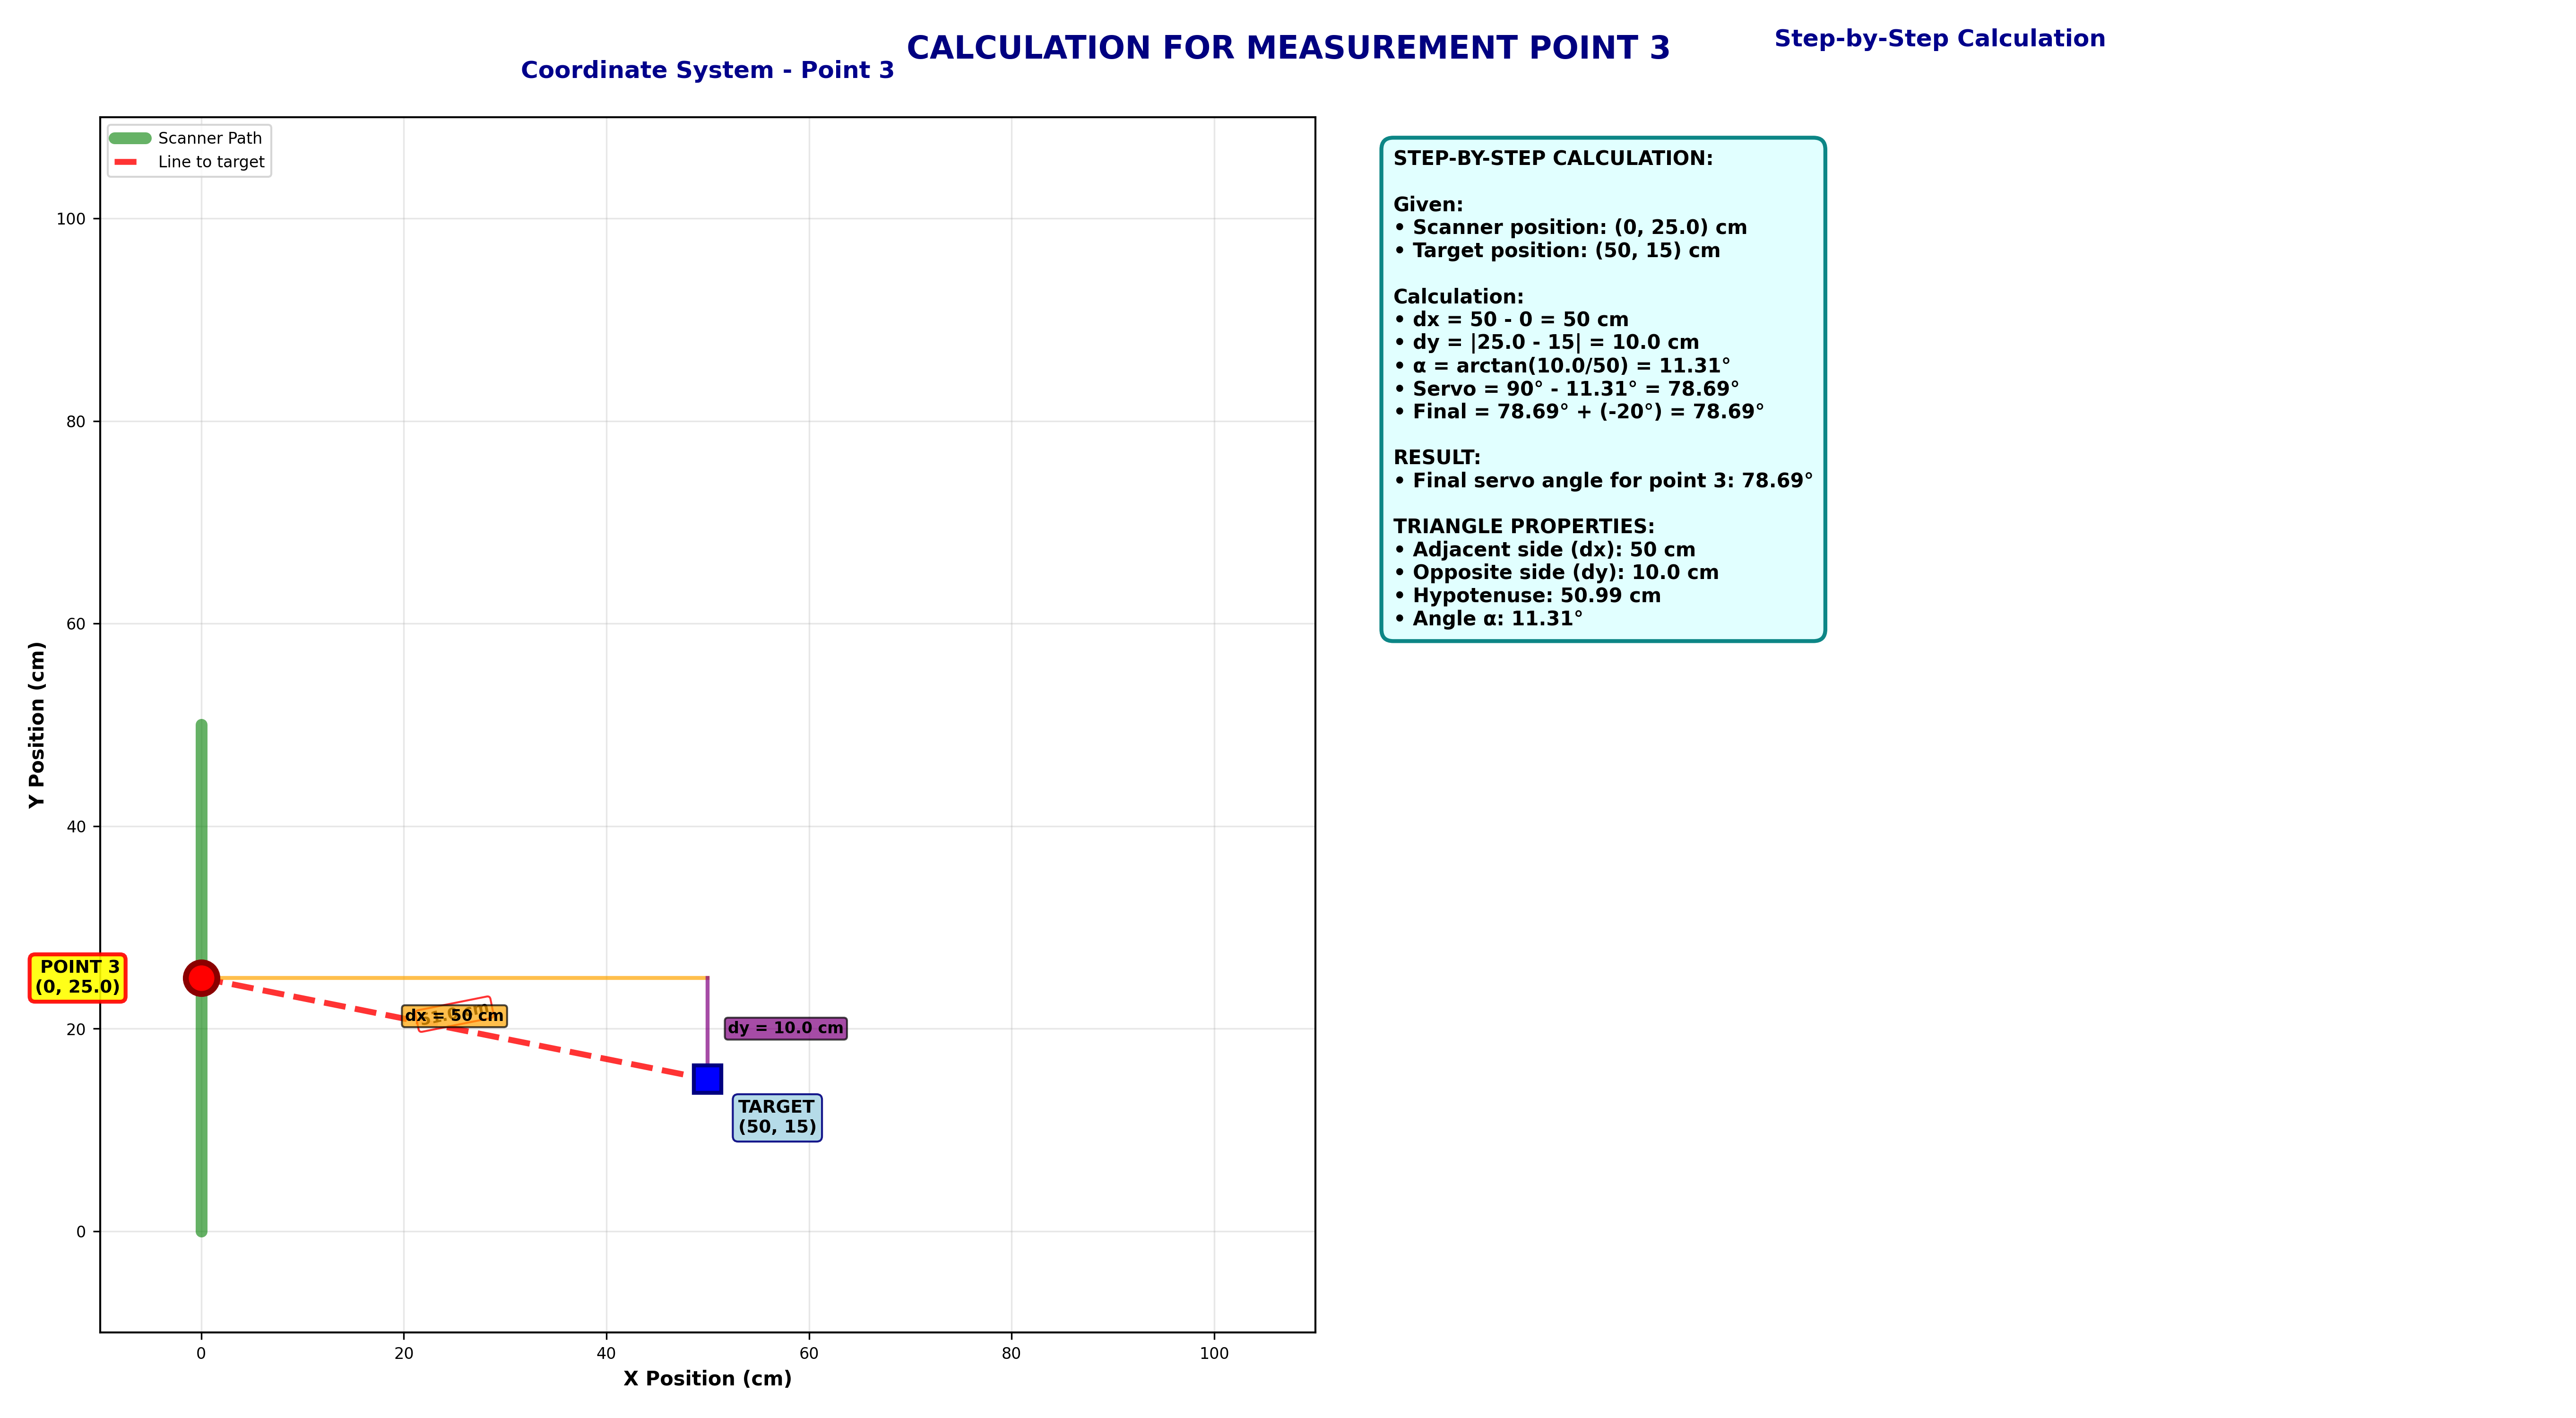 CALCULATION FOR MEASUREMENT POINT 3
Coordinate System - Point 3
Step-by-Step Calculation
Scanner Path
Line to target
100
80
60
40
20
0
Y Position (cm)
POINT 3
(0, 25.0)
dx = 50 cm
dy = 10.0 cm
TARGET
(50, 15)
0
20
40
60
80
100
X Position (cm)
STEP-BY-STEP CALCULATION:
Given:
• Scanner position: (0, 25.0) cm
• Target position: (50, 15) cm
Calculation:
• dx = 50 - 0 = 50 cm
• dy = |25.0 - 15| = 10.0 cm
• α = arctan(10.0/50) = 11.31°
• Servo = 90° - 11.31° = 78.69°
• Final = 78.69° + (-20°) = 78.69°
RESULT:
• Final servo angle for point 3: 78.69°
TRIANGLE PROPERTIES:
• Adjacent side (dx): 50 cm
• Opposite side (dy): 10.0 cm
• Hypotenuse: 50.99 cm
• Angle α: 11.31°